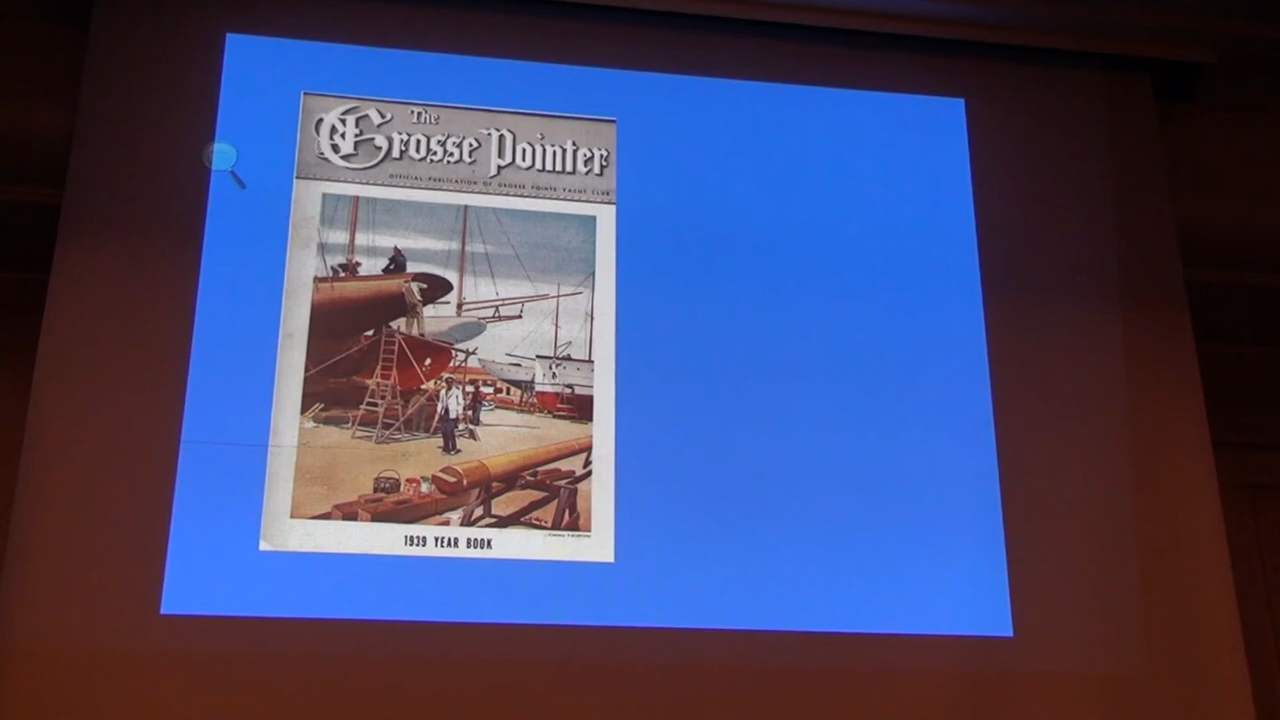 The
Grosse Pointer
OFFICIAL PUBLICATION OF GROSSE POINTE YACHT CLUB
1939 YEAR BOOK